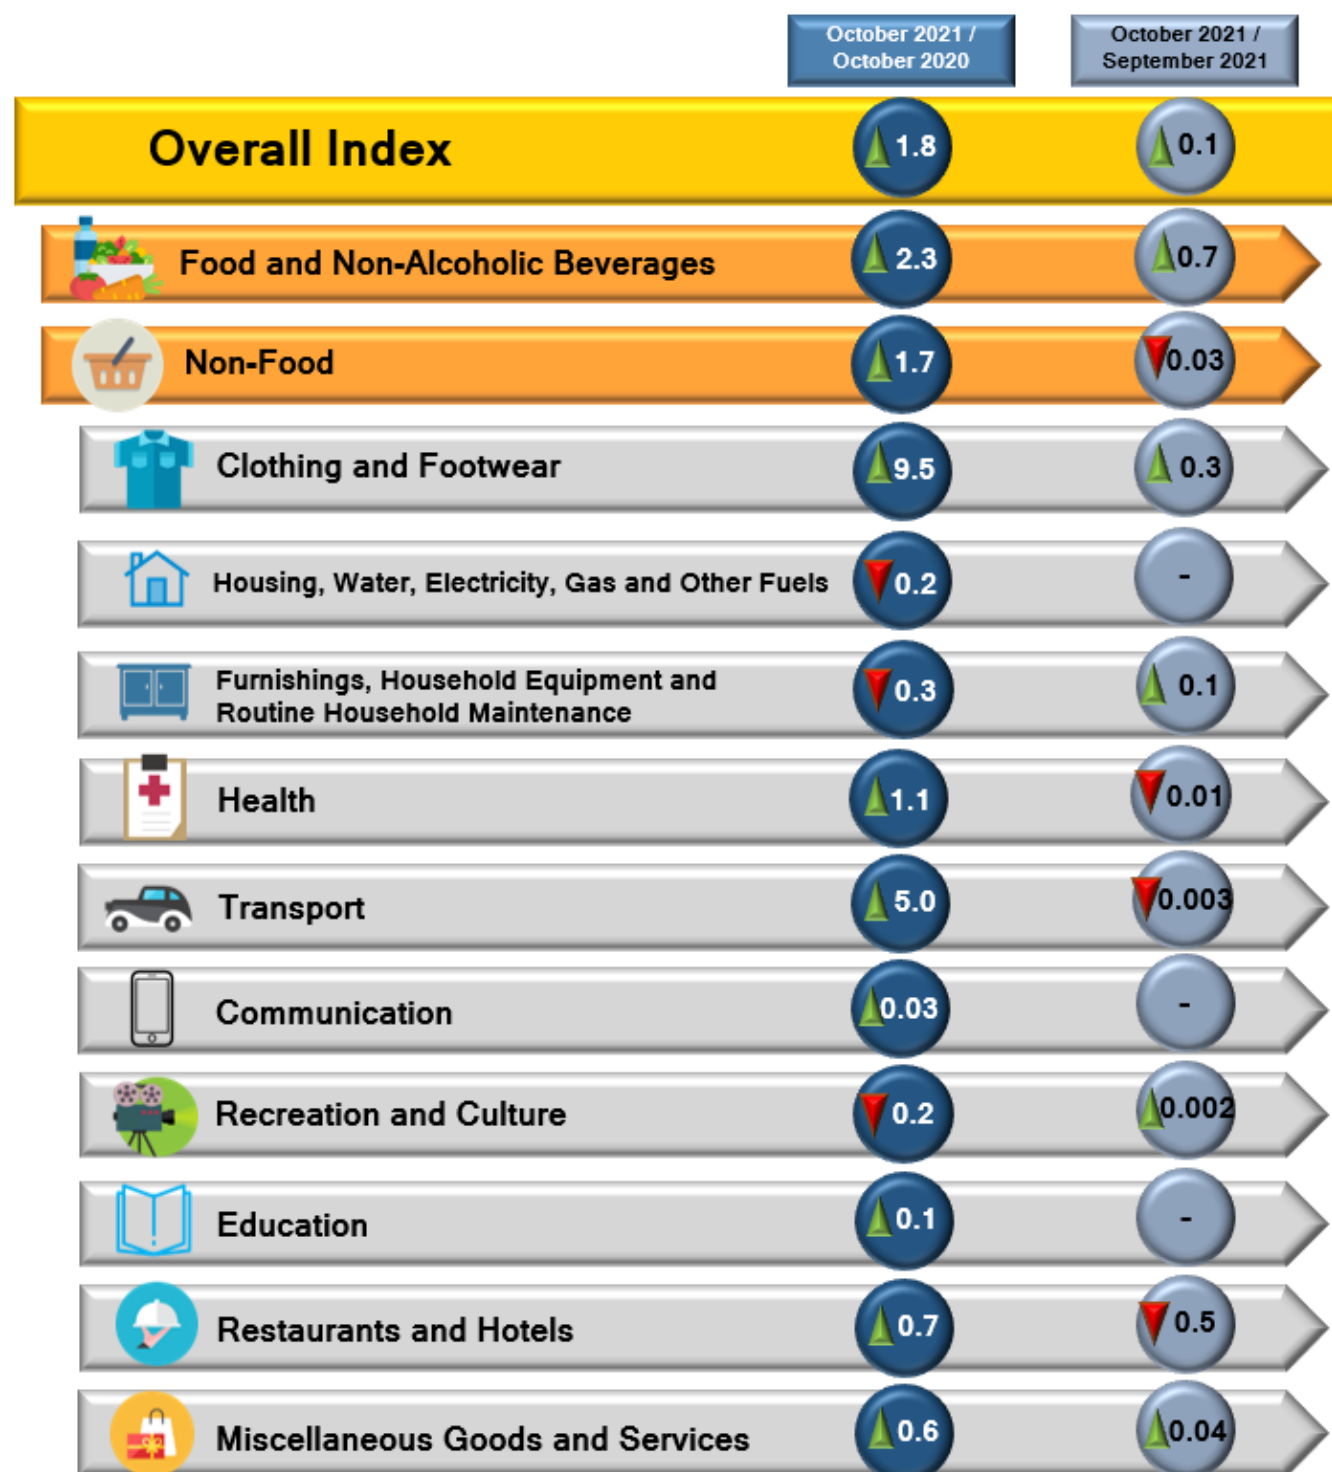 October 2021 /
October 2020
October 2021 /
September 2021
Overall Index 1.8 0.1
Food and Non-Alcoholic Beverages 2.3 0.7
Non-Food 1.7 0.03
Clothing and Footwear 9.5 0.3
Housing, Water, Electricity, Gas and Other Fuels 0.2 -
Furnishings, Household Equipment and
Routine Household Maintenance 0.3 0.1
Health 1.1 0.01
Transport 5.0 0.003
Communication 0.03 -
Recreation and Culture 0.2 0.002
Education 0.1 -
Restaurants and Hotels 0.7 0.5
Miscellaneous Goods and Services 0.6 0.04